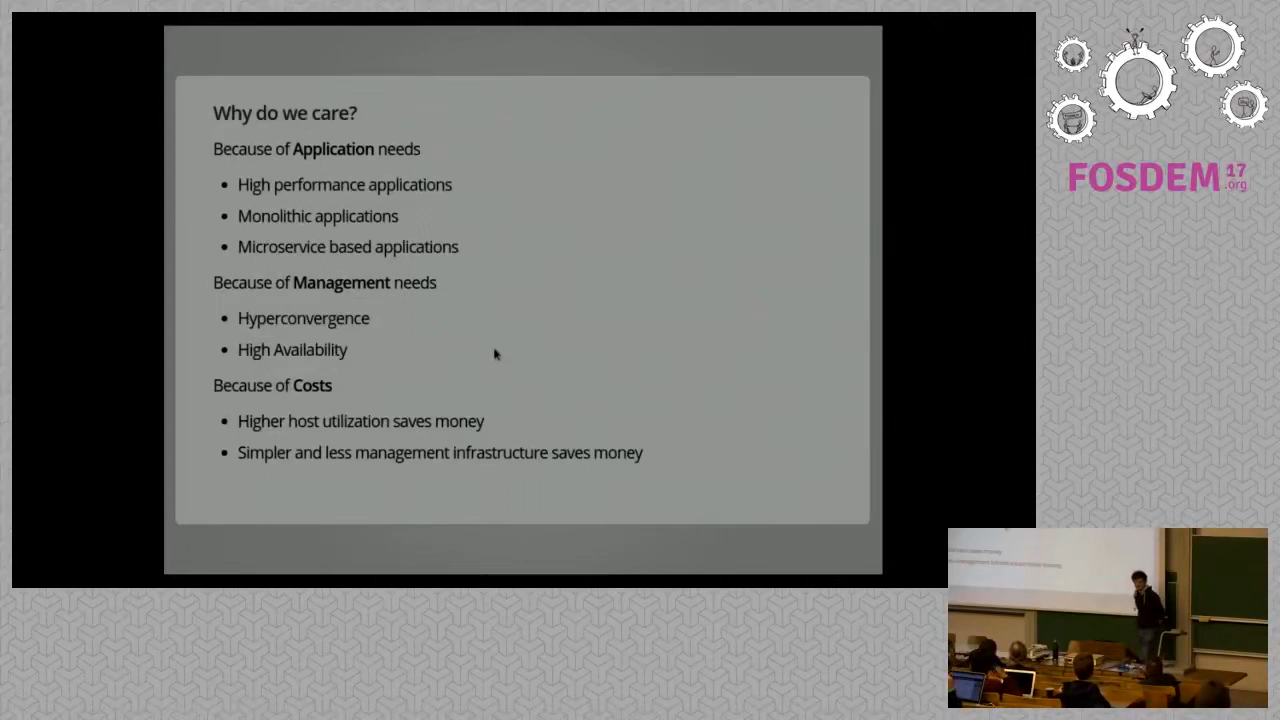 Why do we care?
Because of Application needs
High performance applications
Monolithic applications
Microservice based applications
Because of Management needs
Hyperconvergence
High Availability
Because of Costs
Higher host utilization saves money
Simpler and less management infrastructure saves money
FOSDEM 17
.org